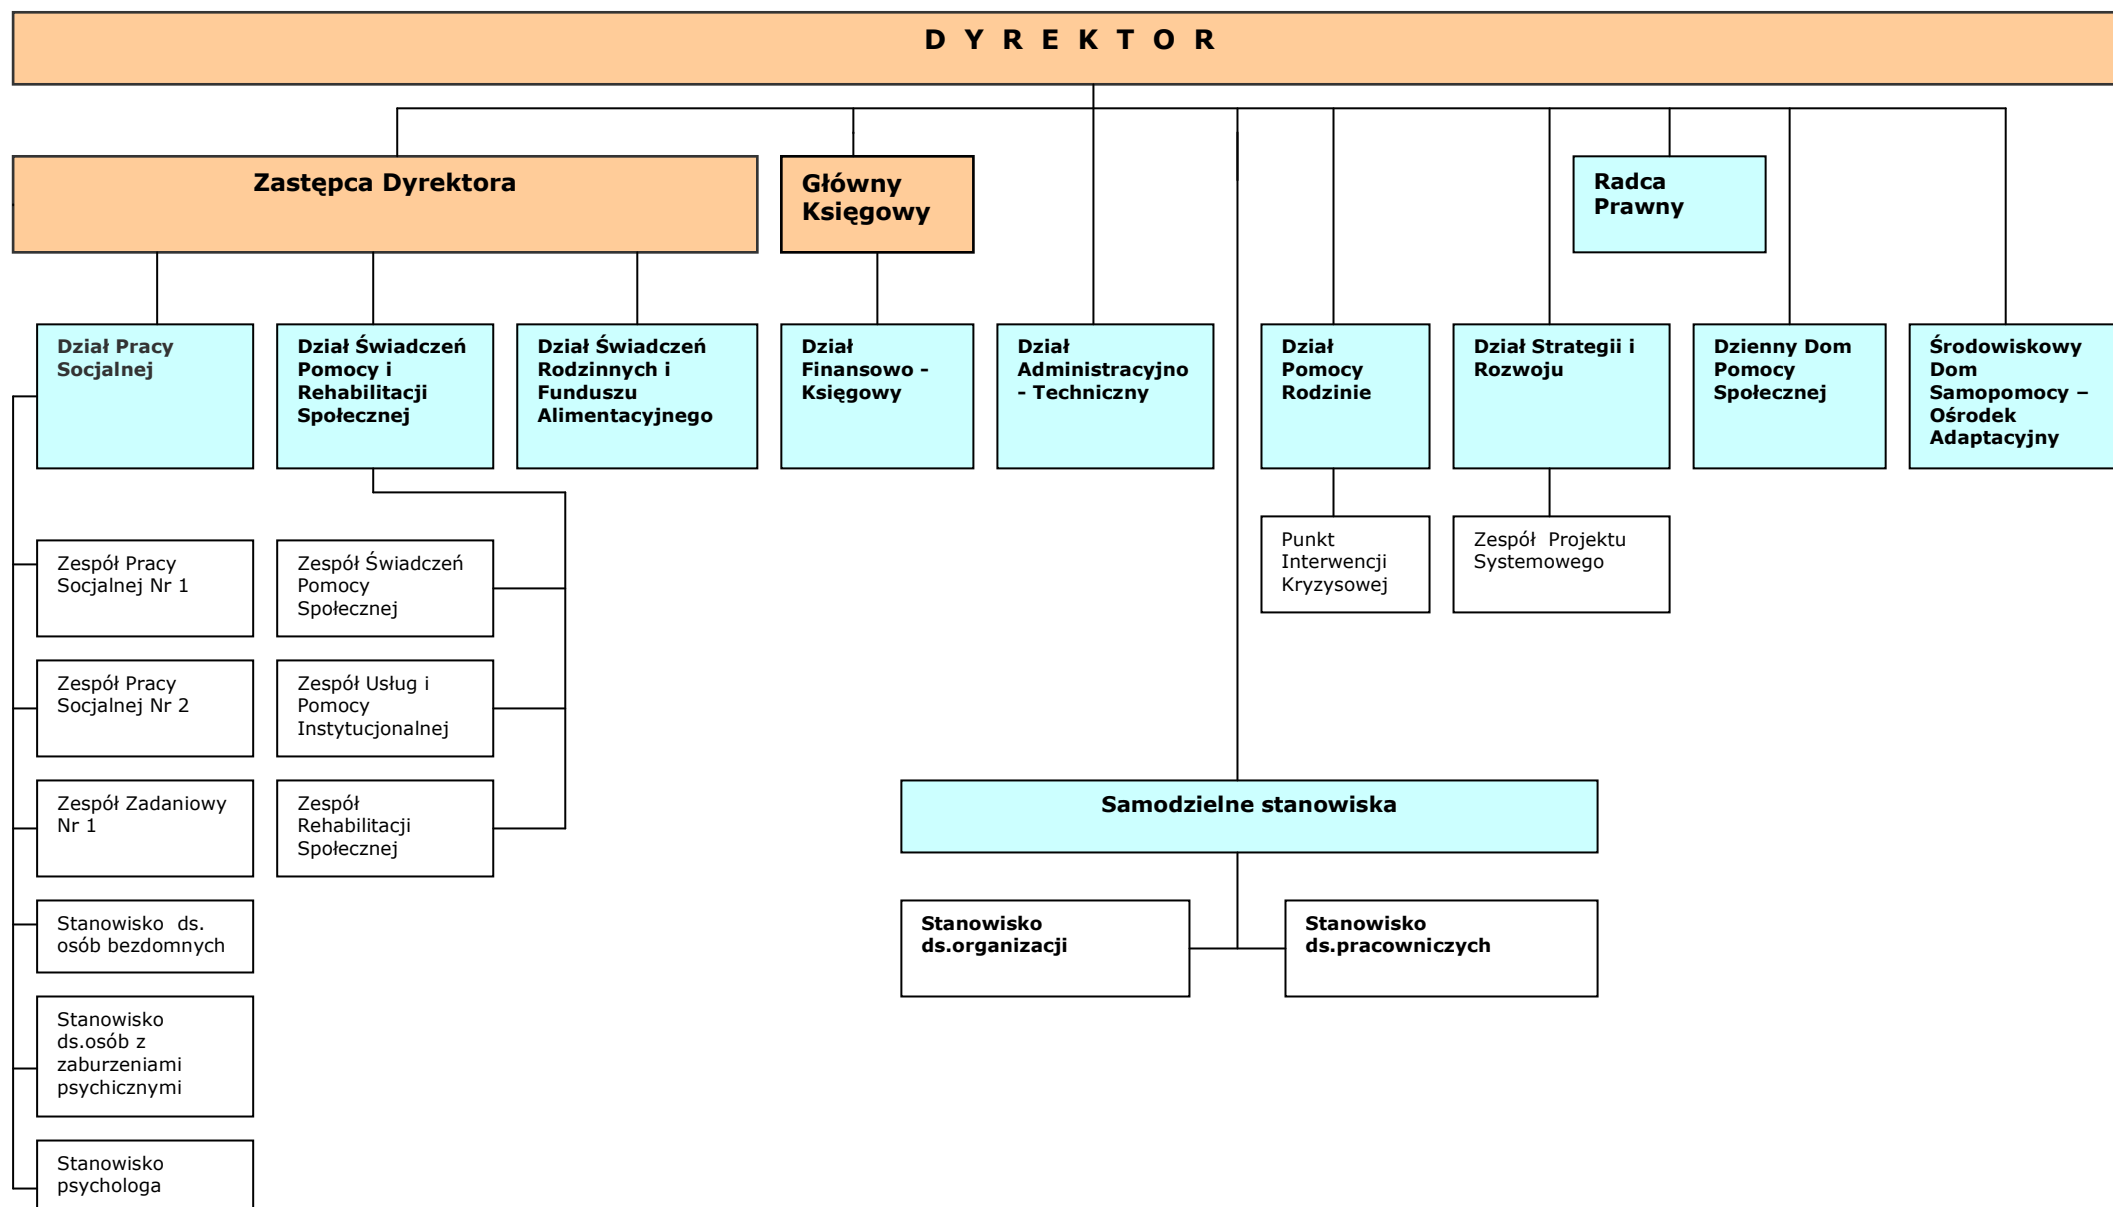 D Y R E K T O R
Zastępca Dyrektora
Główny
Księgowy
Radca
Prawny
Dział Pracy
Socjalnej
Dział Świadczeń
Pomocy i
Rehabilitacji
Społecznej
Dział Świadczeń
Rodzinnych i
Funduszu
Alimentacyjnego
Dział
Finansowo -
Księgowy
Dział
Administracyjno
- Techniczny
Dział
Pomocy
Rodzinie
Dział Strategii i
Rozwoju
Dzienny Dom
Pomocy
Społecznej
Środowiskowy
Dom
Samopomocy –
Ośrodek
Adaptacyjny
Zespół Pracy
Socjalnej Nr 1
Zespół Świadczeń
Pomocy
Społecznej
Punkt
Interwencji
Kryzysowej
Zespół  Projektu
Systemowego
Zespół Pracy
Socjalnej Nr 2
Zespół Usług i
Pomocy
Instytucjonalnej
Zespół Zadaniowy
Nr 1
Zespół
Rehabilitacji
Społecznej
Samodzielne stanowiska
Stanowisko  ds.
osób bezdomnych
Stanowisko
ds.organizacji
Stanowisko
ds.pracowniczych
Stanowisko
ds.osób z
zaburzeniami
psychicznymi
Stanowisko
psychologa